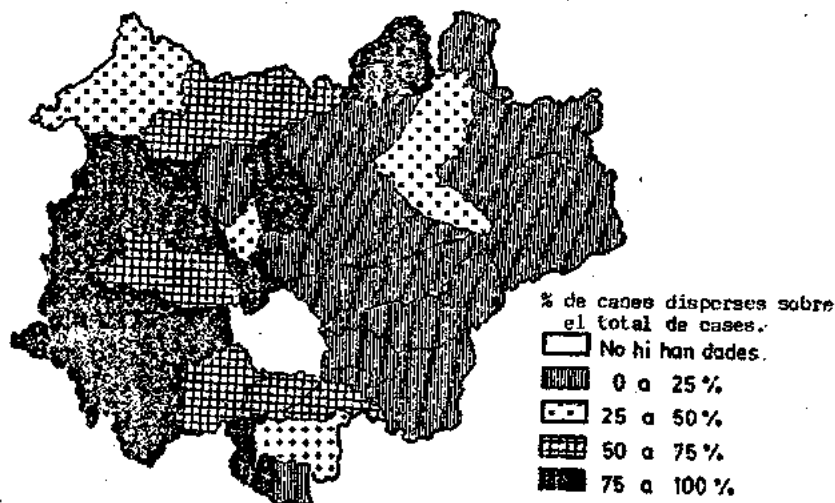 % de cases disperses sobre
el total de cases.
No hi han dades.
0 a 25%
25 a 50%
50 a 75%
75 a 100%